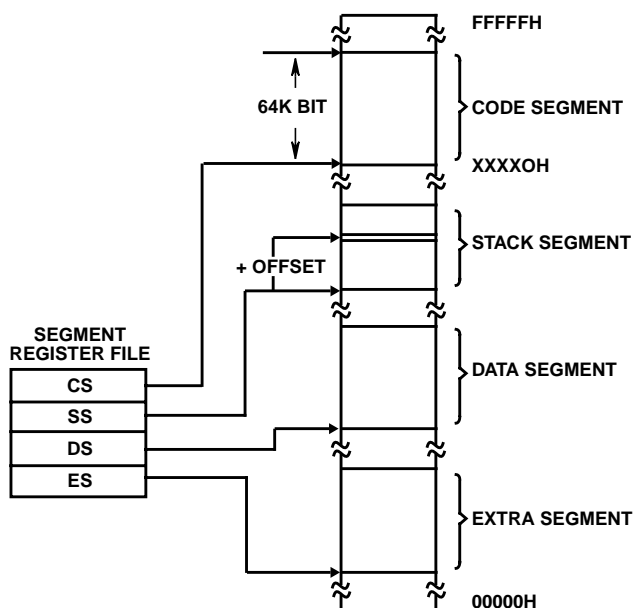 FFFFFH
64K BIT
CODE SEGMENT
XXXXOH
STACK SEGMENT
+ OFFSET
SEGMENT
REGISTER FILE
CS
SS
DS
ES
DATA SEGMENT
EXTRA SEGMENT
00000H